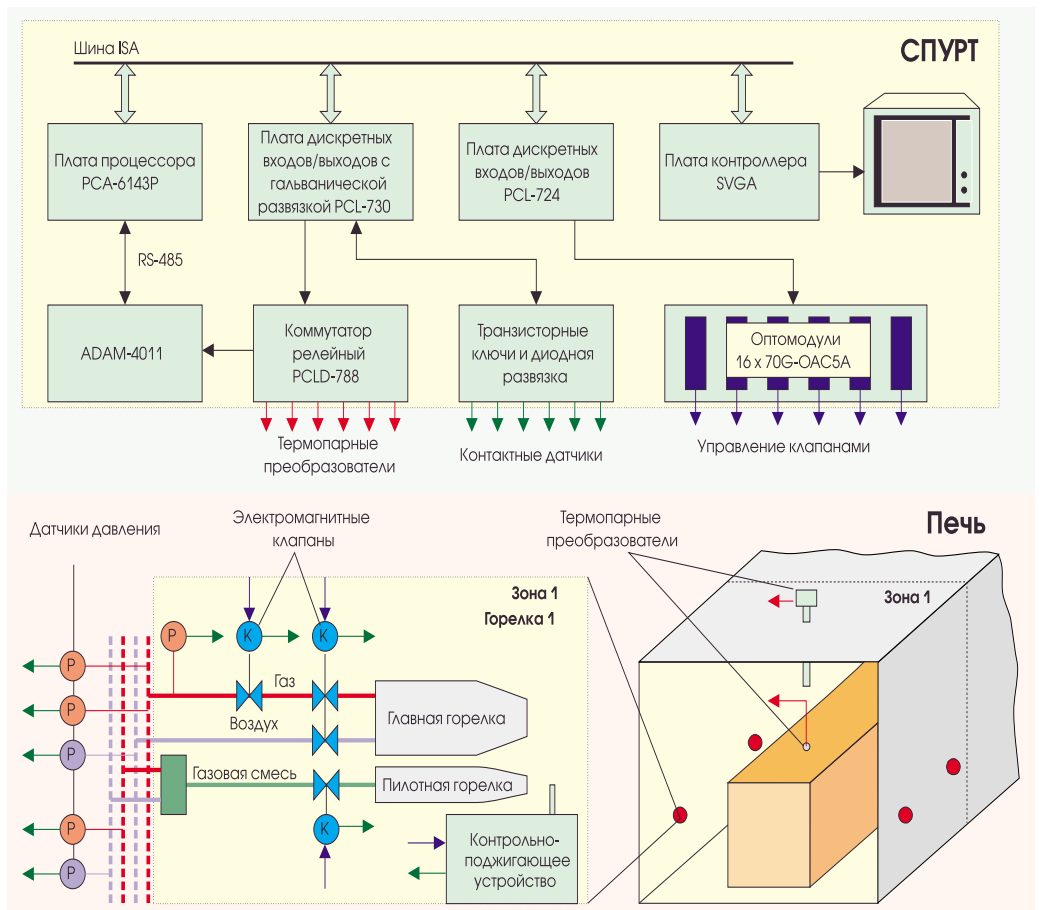 Шина ISA
СПУРТ
Плата процессора
PCA-6143P
Плата дискретных
входов/выходов с
гальванической
развязкой PCL-730
Плата дискретных
входов/выходов
PCL-724
Плата контроллера
SVGA
RS-485
ADAM-4011
Коммутатор
релейный
PCLD-788
Транзисторные
ключи и диодная
развязка
Оптомодули
16 x 70G-OAC5A
Термопарные
преобразователи
Контактные датчики
Управление клапанами
Датчики давления
Электромагнитные
клапаны
Термопарные
преобразователи
Печь
Зона 1
Горелка 1
Зона 1
P
K
K
P
P
P
Газ
Воздух
Главная горелка
Газовая смесь
Пилотная горелка
P
K
P
Контрольно-
поджигающее
устройство